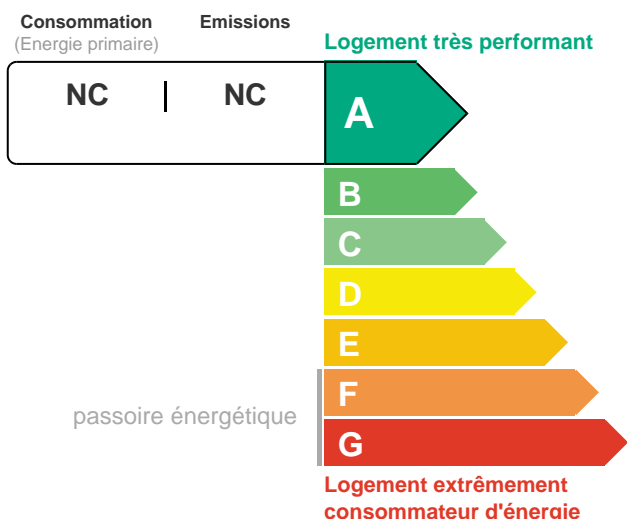 Consommation
(Energie primaire)
Emissions
Logement très performant
NC
NC
A
B
C
D
E
F
passoire énergétique
G
Logement extrêmement
consommateur d'énergie